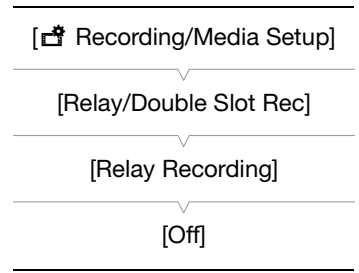 [ Recording/Media Setup]
[Relay/Double Slot Rec]
[Relay Recording]
[Off]